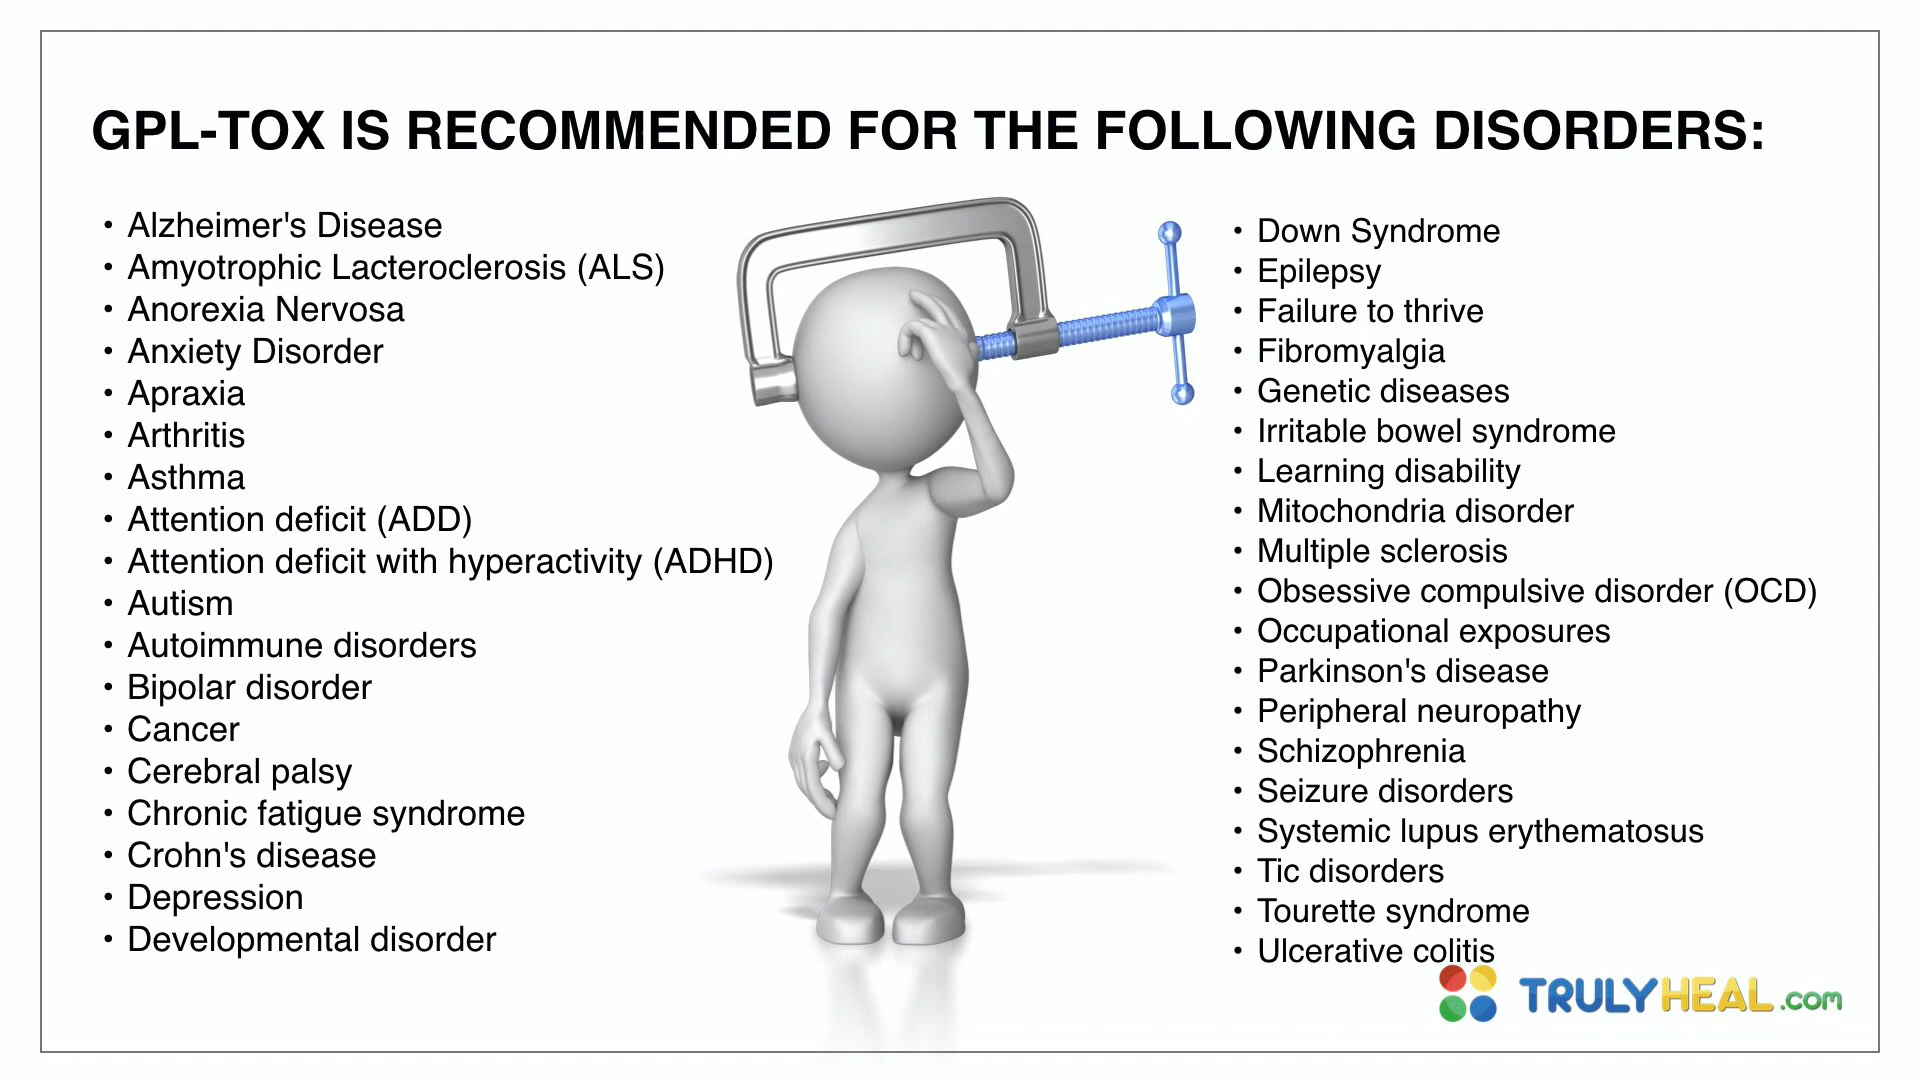 GPL-TOX IS RECOMMENDED FOR THE FOLLOWING DISORDERS:
• Alzheimer's Disease
• Amyotrophic Lacteroclerosis (ALS)
• Anorexia Nervosa
• Anxiety Disorder
• Apraxia
• Arthritis
• Asthma
• Attention deficit (ADD)
• Attention deficit with hyperactivity (ADHD)
• Autism
• Autoimmune disorders
• Bipolar disorder
• Cancer
• Cerebral palsy
• Chronic fatigue syndrome
• Crohn's disease
• Depression
• Developmental disorder
• Down Syndrome
• Epilepsy
• Failure to thrive
• Fibromyalgia
• Genetic diseases
• Irritable bowel syndrome
• Learning disability
• Mitochondria disorder
• Multiple sclerosis
• Obsessive compulsive disorder (OCD)
• Occupational exposures
• Parkinson's disease
• Peripheral neuropathy
• Schizophrenia
• Seizure disorders
• Systemic lupus erythematosus
• Tic disorders
• Tourette syndrome
• Ulcerative colitis
TRULYHEAL.com